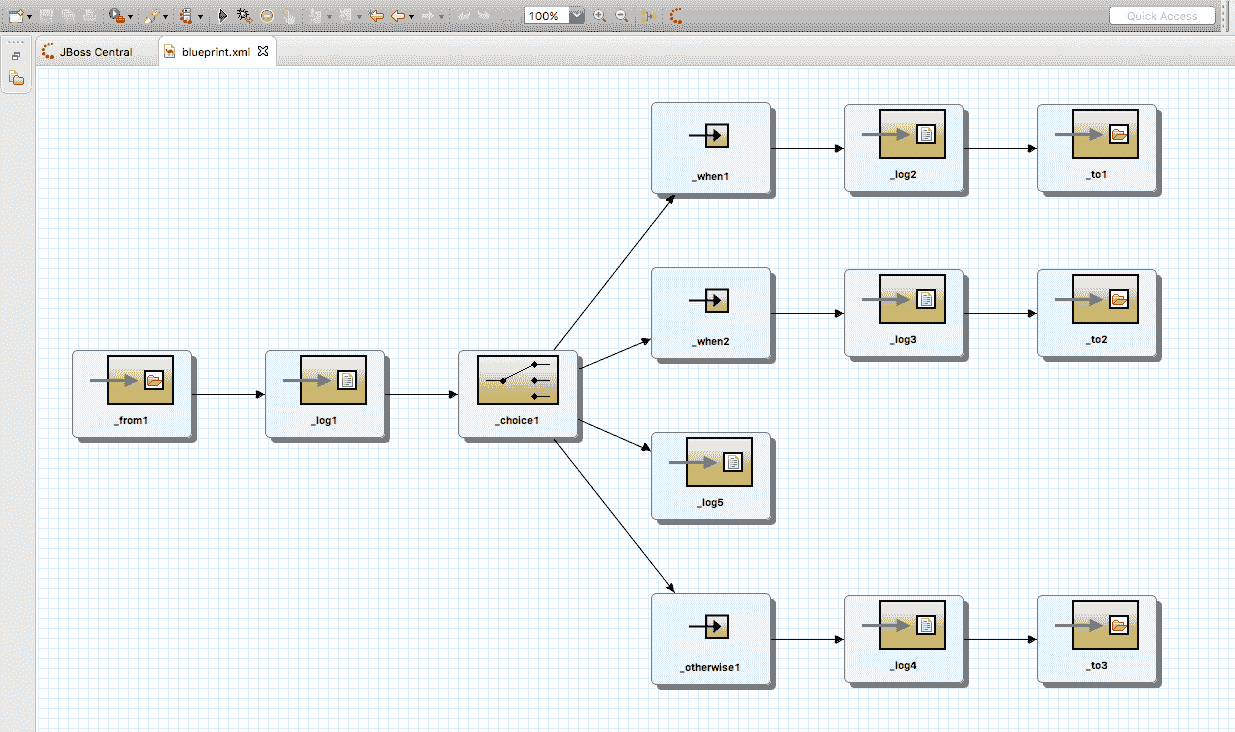 100%
Quick Access
JBoss Central
blueprint.xml
_when1
_log2
_to1
_when2
_log3
_to2
_from1
_log1
_choice1
_log5
_otherwise1
_log4
_to3